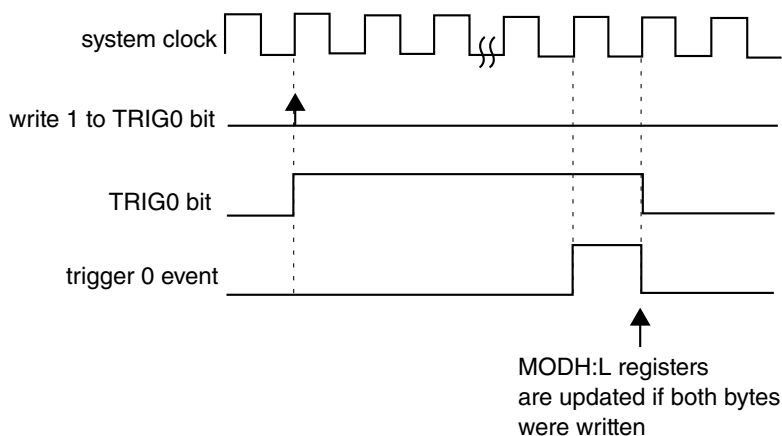 system clock
write 1 to TRIG0 bit
TRIG0 bit
trigger 0 event
MODH:L registers
are updated if both bytes
were written